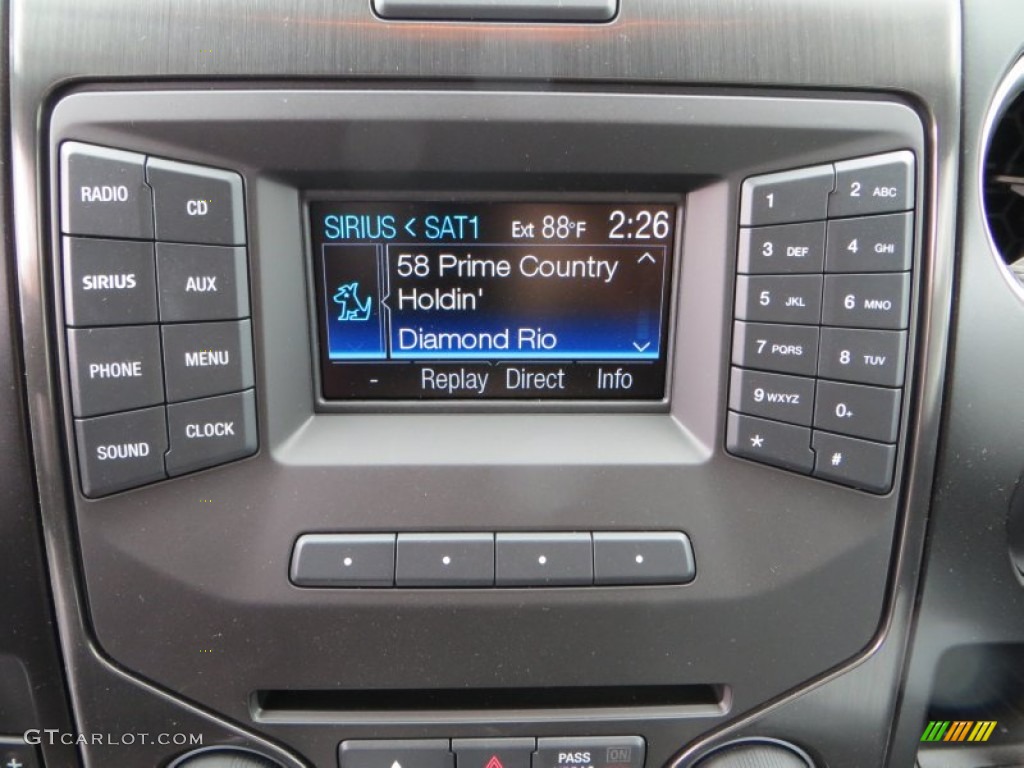 RADIO
CD
SIRIUS
AUX
PHONE
MENU
SOUND
CLOCK
SIRIUS < SAT1 Ext 88°F 2:26
58 Prime Country
Holdin'
Diamond Rio
- Replay Direct Info
1
2 ABC
3 DEF
4 GHI
5 JKL
6 MNO
7 PQRS
8 TUV
9 WXYZ
0+
*
#
PASS
ON
GTCARLOT.COM